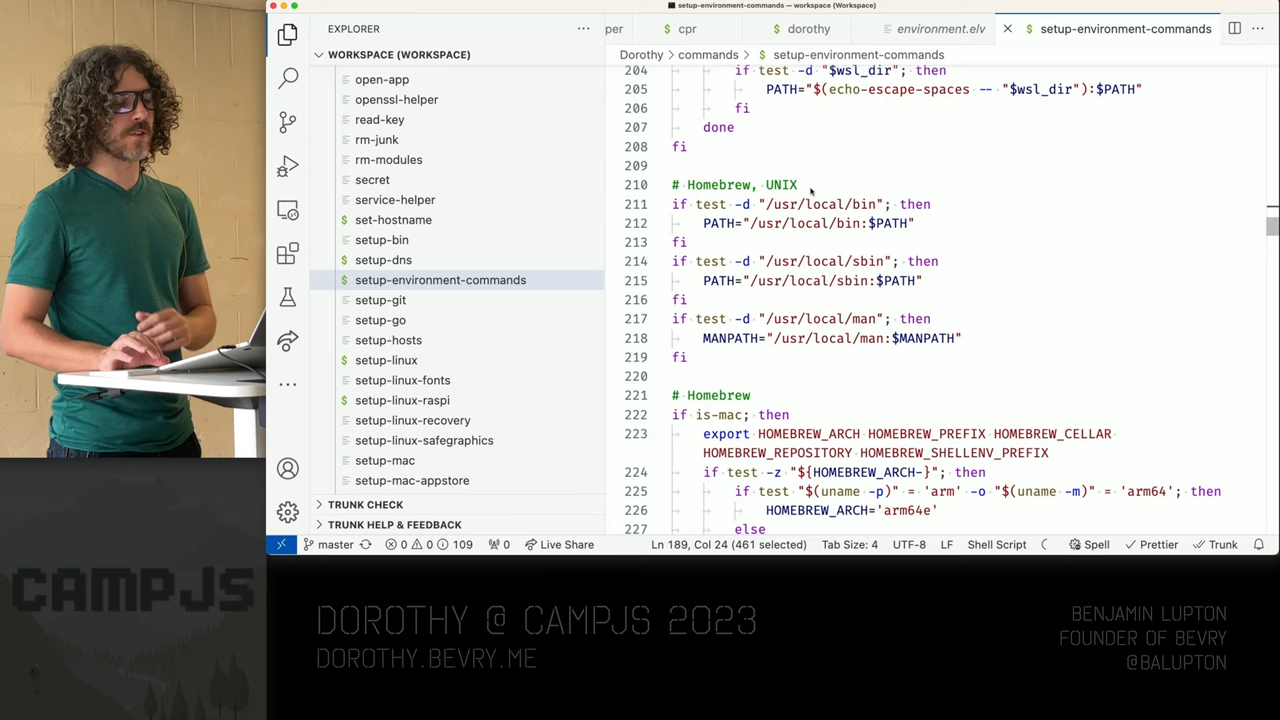 setup-environment-commands — workspace (Workspace)
EXPLORER
WORKSPACE (WORKSPACE)
open-app
openssl-helper
read-key
rm-junk
rm-modules
secret
service-helper
$ set-hostname
setup-bin
$ setup-dns
$ setup-environment-commands
setup-git
setup-go
setup-hosts
$ setup-linux
setup-linux-fonts
$ setup-linux-raspi
setup-linux-recovery
setup-linux-safegraphics
setup-mac
setup-mac-appstore
TRUNK CHECK
TRUNK HELP & FEEDBACK
per $ cpr $ dorothy environment.elv $ setup-environment-commands
Dorothy > commands > $ setup-environment-commands
204 if test -d "$wsl_dir"; then
205 PATH="$(echo-escape-spaces -- "$wsl_dir"):$PATH"
206 fi
207 done
208 fi
209
210 # Homebrew, UNIX
211 if test -d "/usr/local/bin"; then
212 PATH="/usr/local/bin:$PATH"
213 fi
214 if test -d "/usr/local/sbin"; then
215 PATH="/usr/local/sbin:$PATH"
216 fi
217 if test -d "/usr/local/man"; then
218 MANPATH="/usr/local/man:$MANPATH"
219 fi
220
221 # Homebrew
222 if is-mac; then
223 export HOMEBREW_ARCH HOMEBREW_PREFIX HOMEBREW_CELLAR
HOMEBREW_REPOSITORY HOMEBREW_SHELLENV_PREFIX
224 if test -z "${HOMEBREW_ARCH-}"; then
225 if test "$(uname -p)" = 'arm' -o "$(uname -m)" = 'arm64'; then
226 HOMEBREW_ARCH='arm64e'
227 else
master 0 0 109 0 Live Share Ln 189, Col 24 (461 selected) Tab Size: 4 UTF-8 LF Shell Script Spell Prettier Trunk
CAMPJS
DOROTHY @ CAMPJS 2023
DOROTHY.BEVRY.ME
BENJAMIN LUPTON
FOUNDER OF BEVRY
@BALUPTON